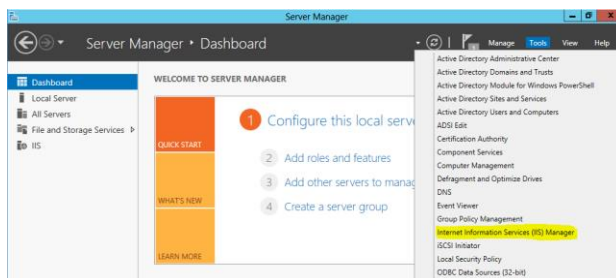 Server Manager
Server Manager • Dashboard
Manage Tools View Help
Dashboard
Local Server
All Servers
File and Storage Services
IIS
WELCOME TO SERVER MANAGER
QUICK START
WHAT'S NEW
LEARN MORE
1 Configure this local serve
2 Add roles and features
3 Add other servers to manag
4 Create a server group
Active Directory Administrative Center
Active Directory Domains and Trusts
Active Directory Module for Windows PowerShell
Active Directory Sites and Services
Active Directory Users and Computers
ADSI Edit
Certification Authority
Component Services
Computer Management
Defragment and Optimize Drives
DNS
Event Viewer
Group Policy Management
Internet Information Services (IIS) Manager
iSCSI Initiator
Local Security Policy
ODBC Data Sources (32-bit)